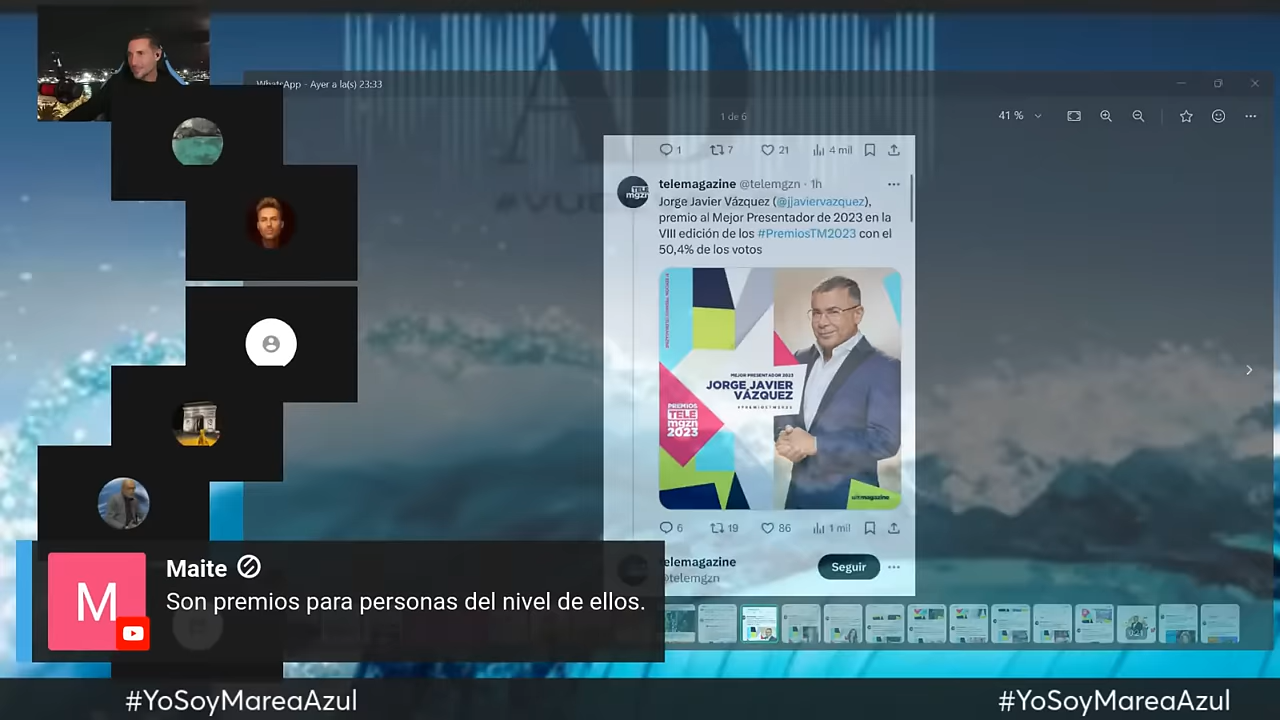 AD
WhatsApp - Ayer a la(s) 23:33
1 de 6
41 %
1 7 21 4 mil
telemagazine @telemgzn · 1h
Jorge Javier Vázquez (@jjaviervazquez),
premio al Mejor Presentador de 2023 en la
VIII edición de los #PremiosTM2023 con el
50,4% de los votos
MEJOR PRESENTADOR 2023
JORGE JAVIER
VÁZQUEZ
#PREMIOSTM2023
PREMIOS
TELE
mgzn
2023
6 19 86 1 mil
elemagazine
@telemgzn
Seguir
M
Maite
Son premios para personas del nivel de ellos.
#YoSoyMareaAzul
#YoSoyMareaAzul